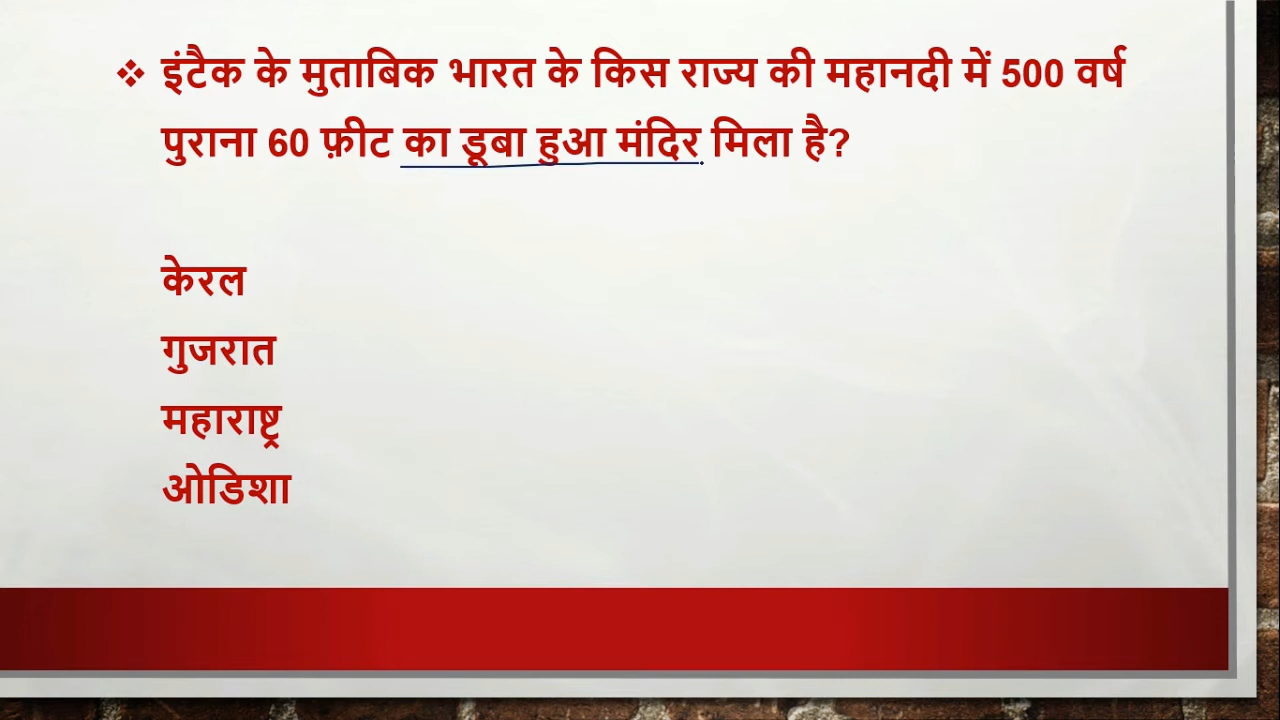 ❖ इंटैक के मुताबिक भारत के किस राज्य की महानदी में 500 वर्ष
पुराना 60 फ़ीट का डूबा हुआ मंदिर मिला है?
केरल
गुजरात
महाराष्ट्र
ओडिशा